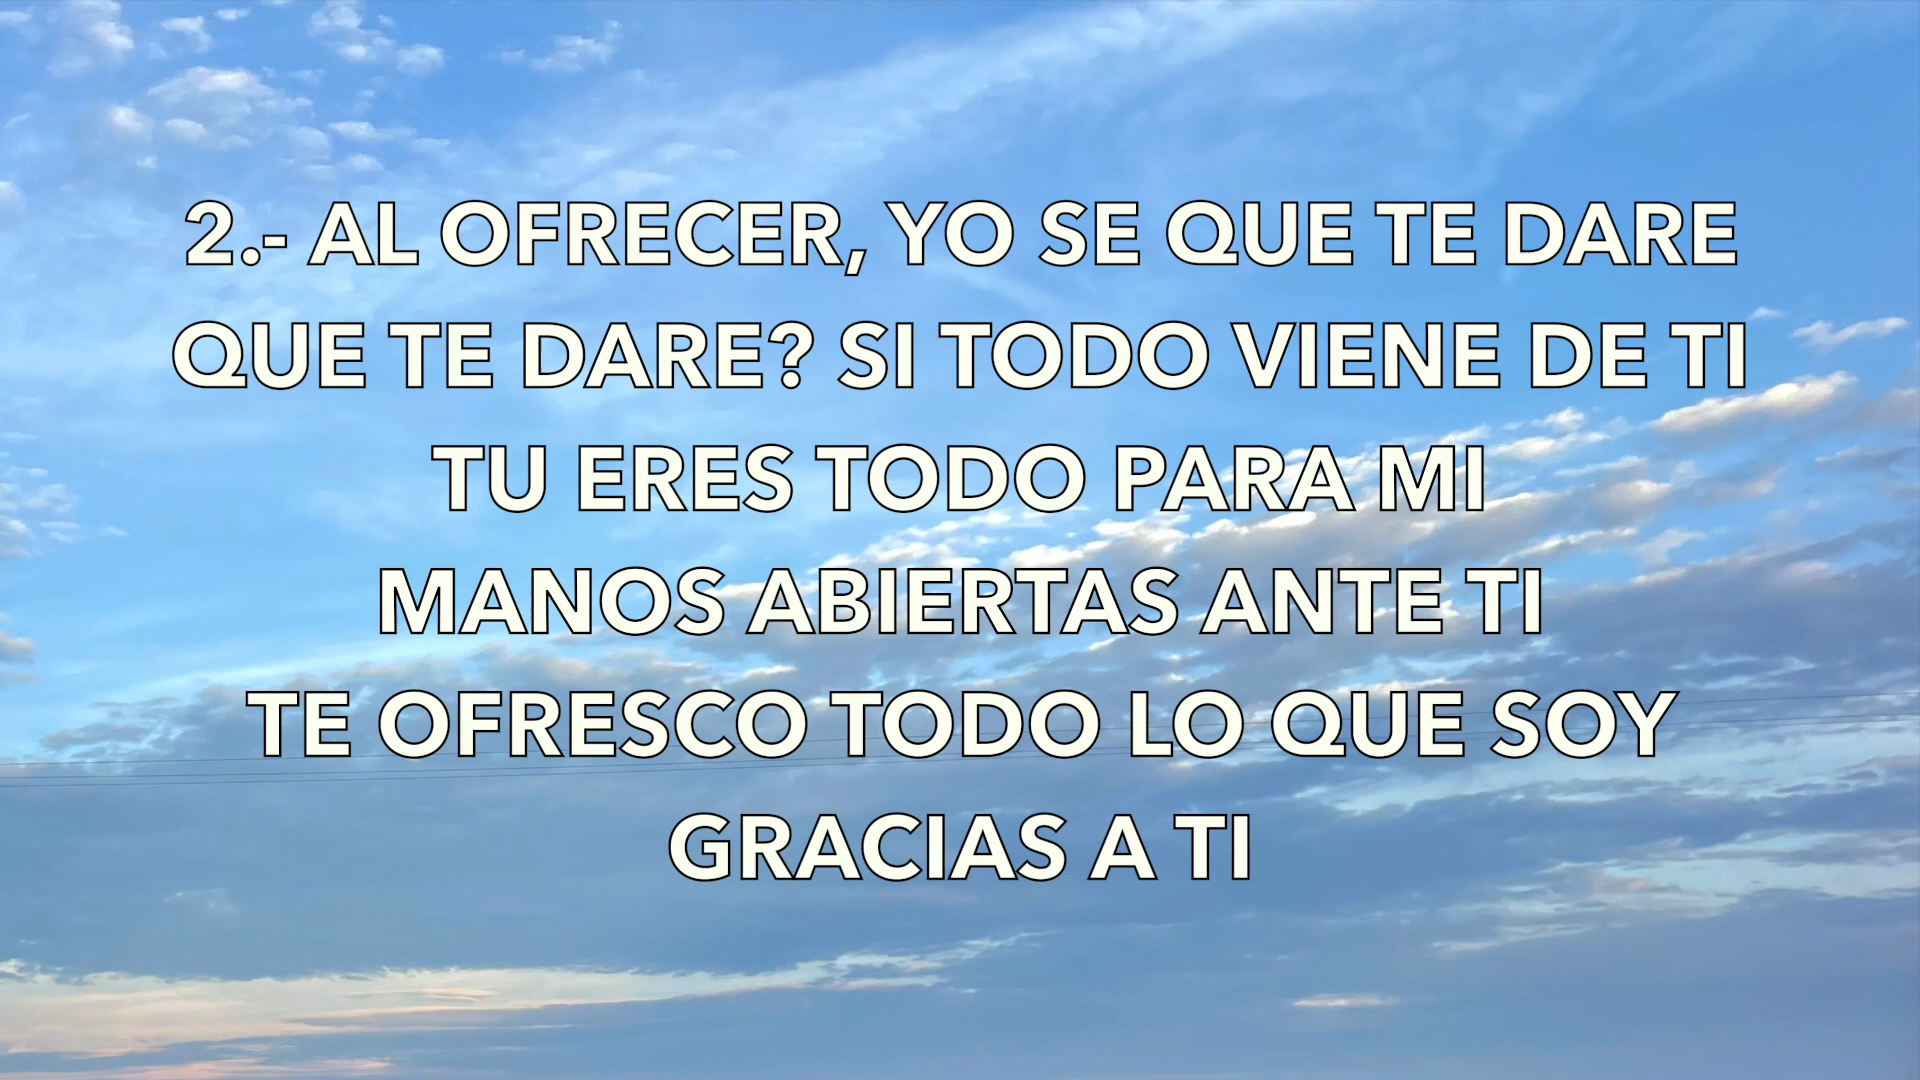 2.- AL OFRECER, YO SE QUE TE DARE
QUE TE DARE? SI TODO VIENE DE TI
TU ERES TODO PARA MI
MANOS ABIERTAS ANTE TI
TE OFRESCO TODO LO QUE SOY
GRACIAS A TI